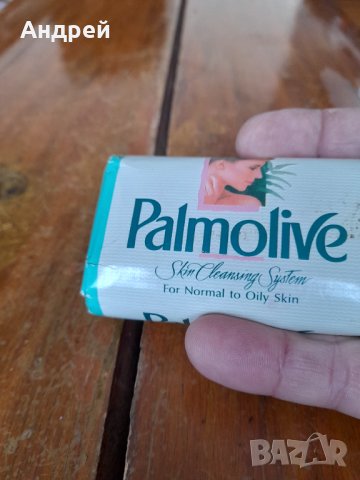 Андрей
Palmolive
Skin Cleansing System
For Normal to Oily Skin
BAZAR